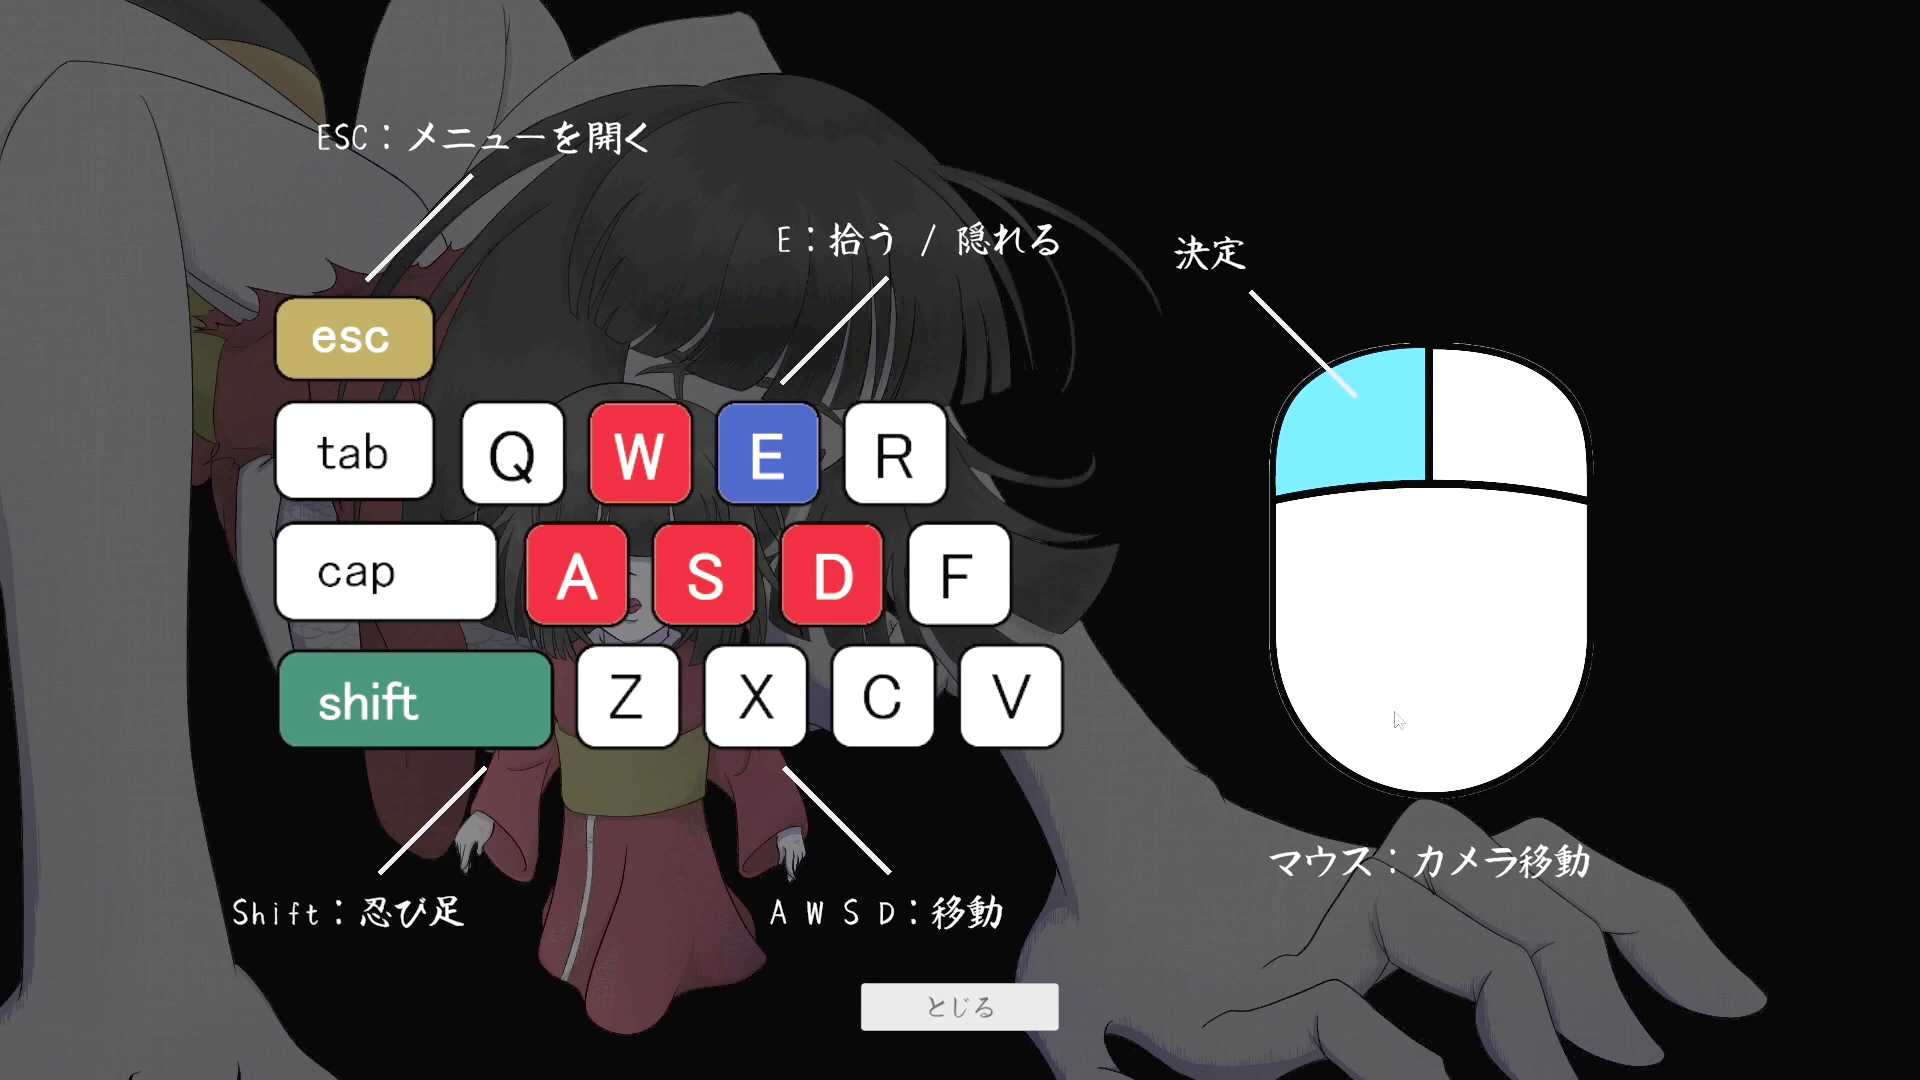 ESC：メニューを開く
E：拾う / 隠れる
決定
esc
tab Q W E R
cap A S D F
shift Z X C V
マウス：カメラ移動
Shift：忍び足
A W S D：移動
とじる